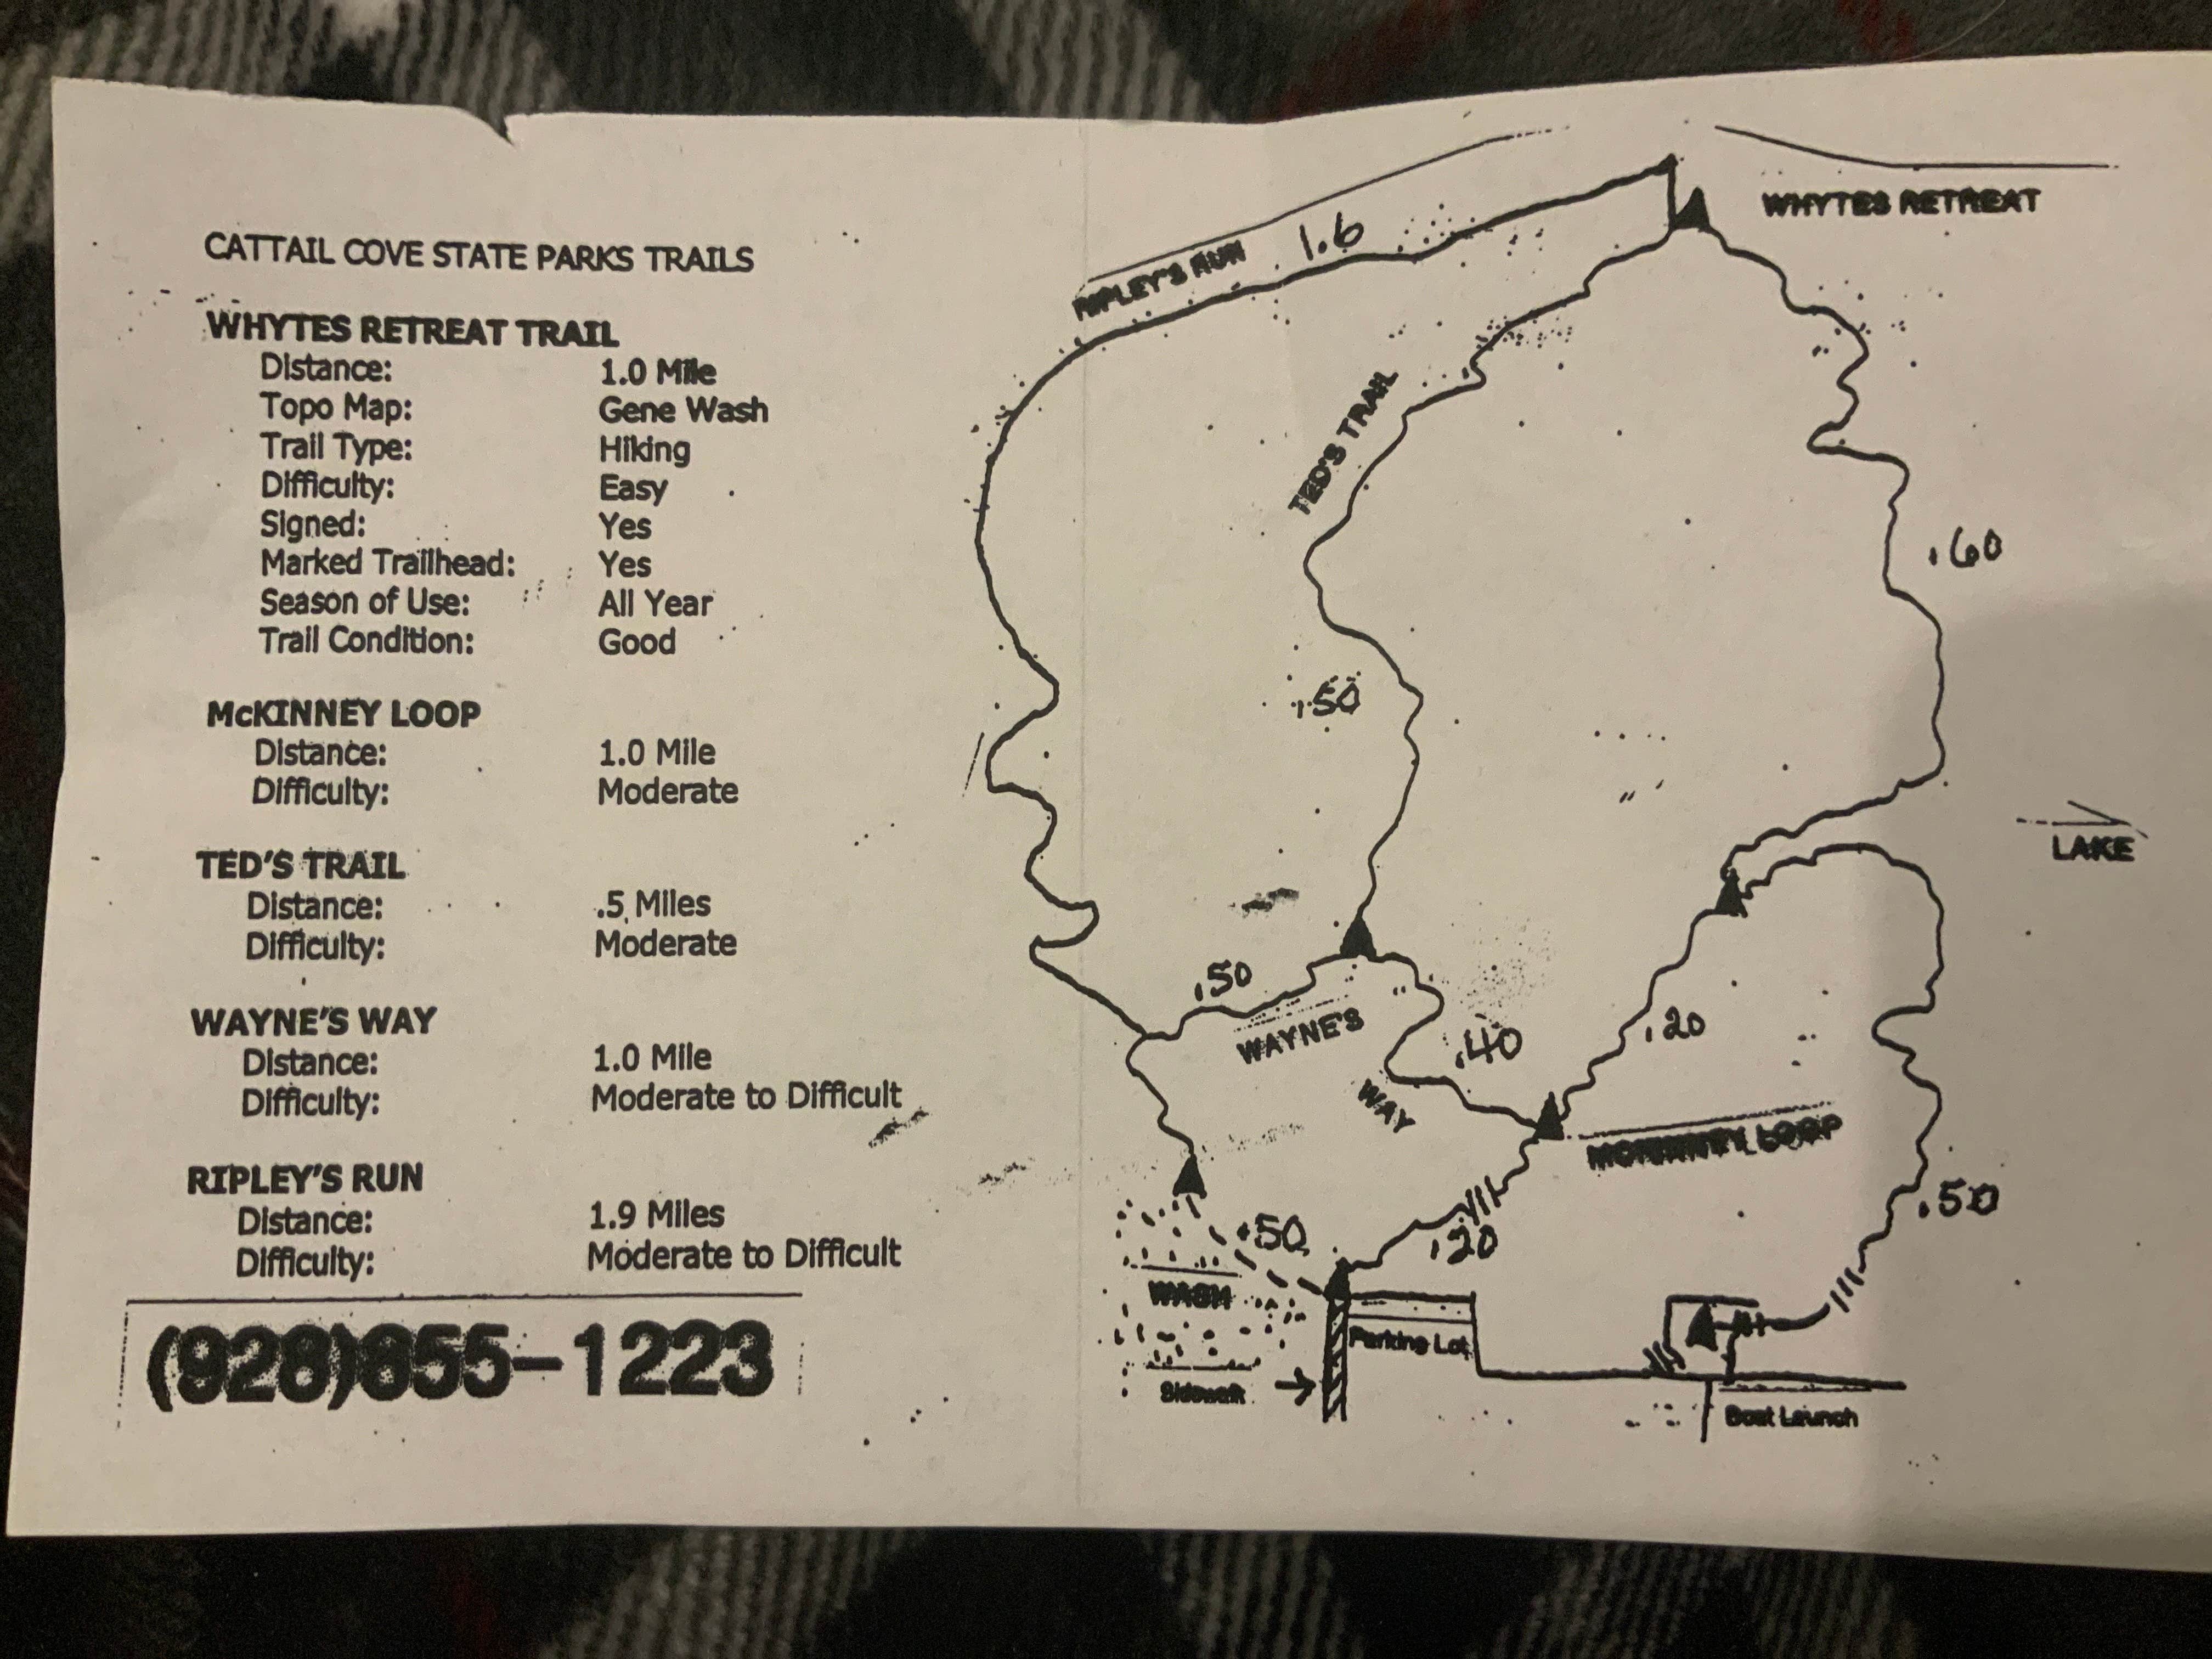 CATTAIL COVE STATE PARKS TRAILS
WHYTES RETREAT TRAIL
Distance: 1.0 Mile
Topo Map: Gene Wash
Trail Type: Hiking
Difficulty: Easy
Signed: Yes
Marked Trailhead: Yes
Season of Use: All Year
Trail Condition: Good
McKINNEY LOOP
Distance: 1.0 Mile
Difficulty: Moderate
TED'S TRAIL
Distance: .5 Miles
Difficulty: Moderate
WAYNE'S WAY
Distance: 1.0 Mile
Difficulty: Moderate to Difficult
RIPLEY'S RUN
Distance: 1.9 Miles
Difficulty: Moderate to Difficult
(928)855-1223
WHYTES RETREAT
RIPLEY'S RUN 1.6
TED'S TRAIL
.60
.50
LAKE
.50
WAYNE'S
WAY
.40
.20
McKINNEY LOOP
.50
.50
.20
WASH
Parking Lot
Sidewalk
Boat Launch